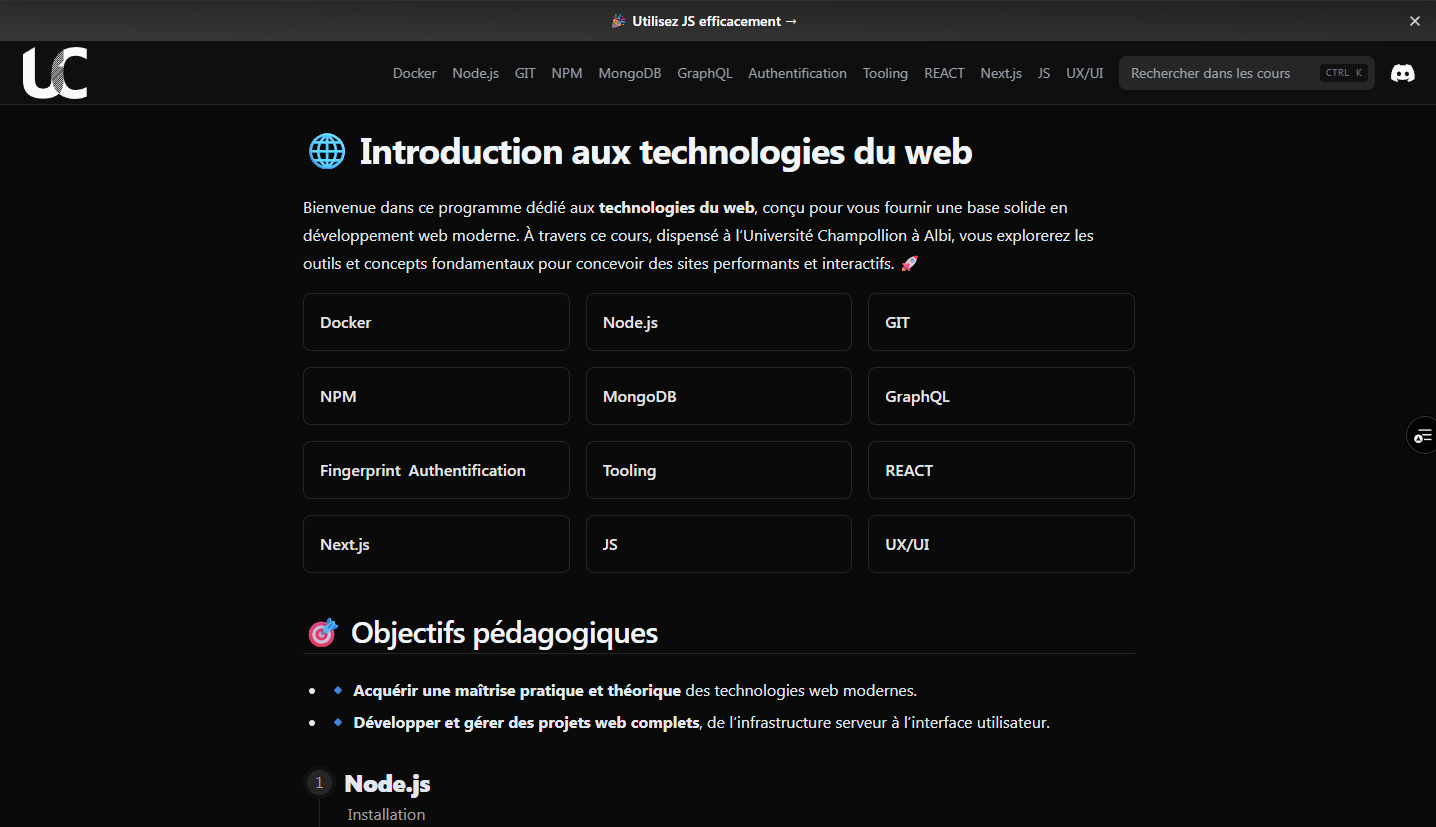 🎉 Utilisez JS efficacement →
UC
Docker Node.js GIT NPM MongoDB GraphQL Authentification Tooling REACT Next.js JS UX/UI Rechercher dans les cours CTRL K
🌐 Introduction aux technologies du web
Bienvenue dans ce programme dédié aux technologies du web, conçu pour vous fournir une base solide en
développement web moderne. À travers ce cours, dispensé à l’Université Champollion à Albi, vous explorerez les
outils et concepts fondamentaux pour concevoir des sites performants et interactifs. 🚀
Docker Node.js GIT
NPM MongoDB GraphQL
Fingerprint Authentification Tooling REACT
Next.js JS UX/UI
🎯 Objectifs pédagogiques
• 🔹 Acquérir une maîtrise pratique et théorique des technologies web modernes.
• 🔹 Développer et gérer des projets web complets, de l’infrastructure serveur à l’interface utilisateur.
1 Node.js
Installation